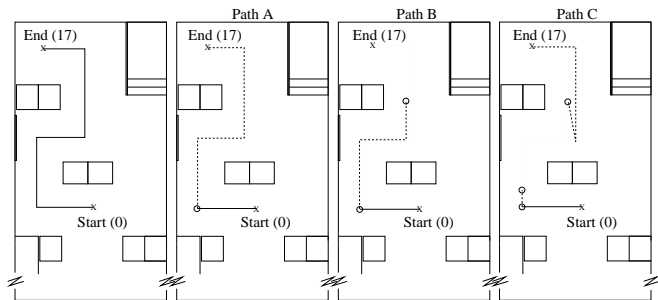 Path A
Path B
Path C
End (17)
End (17)
End (17)
End (17)
x
x
x
x
x
x
x
x
Start (0)
Start (0)
Start (0)
Start (0)